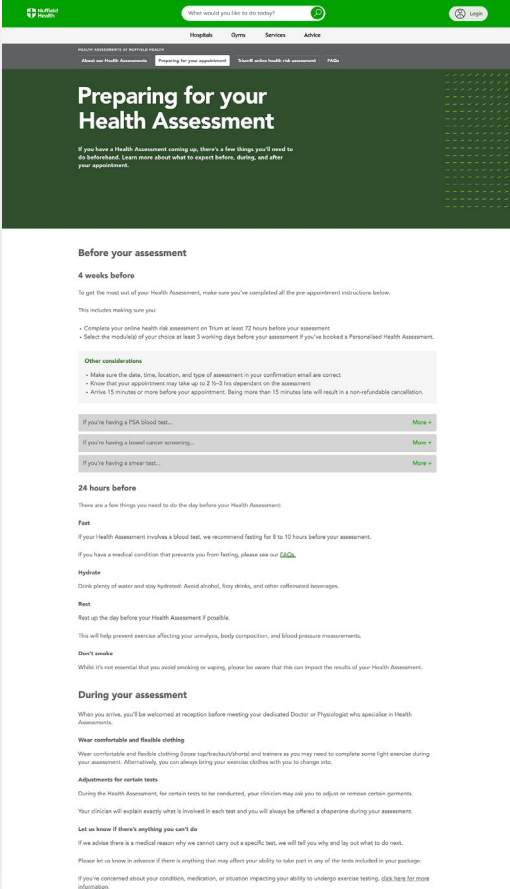 Nuffield
Health
What would you like to do today?
Login
Hospitals Gyms Services Advice
HEALTH ASSESSMENTS AT NUFFIELD HEALTH
About our Health Assessments Preparing for your appointment Trium® online health risk assessment FAQs
Preparing for your
Health Assessment
If you have a Health Assessment coming up, there's a few things you'll need to
do beforehand. Learn more about what to expect before, during, and after
your appointment.
Before your assessment
4 weeks before
To get the most out of your Health Assessment, make sure you've completed all the pre-appointment instructions below:
This includes making sure you:
• Complete your online health risk assessment on Trium at least 72 hours before your assessment
• Select the module(s) of your choice at least 3 working days before your assessment if you've booked a Personalised Health Assessment.
Other considerations
• Make sure the date, time, location, and type of assessment in your confirmation email are correct
• Know that your appointment may take up to 2 ½–3 hrs dependant on the assessment
• Arrive 15 minutes or more before your appointment. Being more than 15 minutes late will result in a non-refundable cancellation.
If you're having a PSA blood test... More +
If you're having a bowel cancer screening... More +
If you're having a smear test... More +
24 hours before
There are a few things you need to do the day before your Health Assessment:
Fast
If your Health Assessment involves a blood test, we recommend fasting for 8 to 10 hours before your assessment.
If you have a medical condition that prevents you from fasting, please see our FAQs.
Hydrate
Drink plenty of water and stay hydrated. Avoid alcohol, fizzy drinks, and other caffeinated beverages.
Rest
Rest up the day before your Health Assessment if possible.
This will help prevent exercise affecting your urinalysis, body composition, and blood pressure measurements.
Don't smoke
Whilst it's not essential that you avoid smoking or vaping, please be aware that this can impact the results of your Health Assessment.
During your assessment
When you arrive, you'll be welcomed at reception before meeting your dedicated Doctor or Physiologist who specialise in Health
Assessments.
Wear comfortable and flexible clothing
Wear comfortable and flexible clothing (loose top/tracksuit/shorts) and trainers as you may need to complete some light exercise during
your assessment. Alternatively, you can always bring your exercise clothes with you to change into.
Adjustments for certain tests
During the Health Assessment, for certain tests to be conducted, your clinician may ask you to adjust or remove certain garments.
Your clinician will explain exactly what is involved in each test and you will always be offered a chaperone during your assessment.
Let us know if there's anything you can't do
If we advise there is a medical reason why we cannot carry out a specific test, we will tell you why and lay out what to do next.
Please let us know in advance if there is anything that may affect your ability to take part in any of the tests included in your package.
If you're concerned about your condition, medication, or situation impacting your ability to undergo exercise testing, click here for more
information.